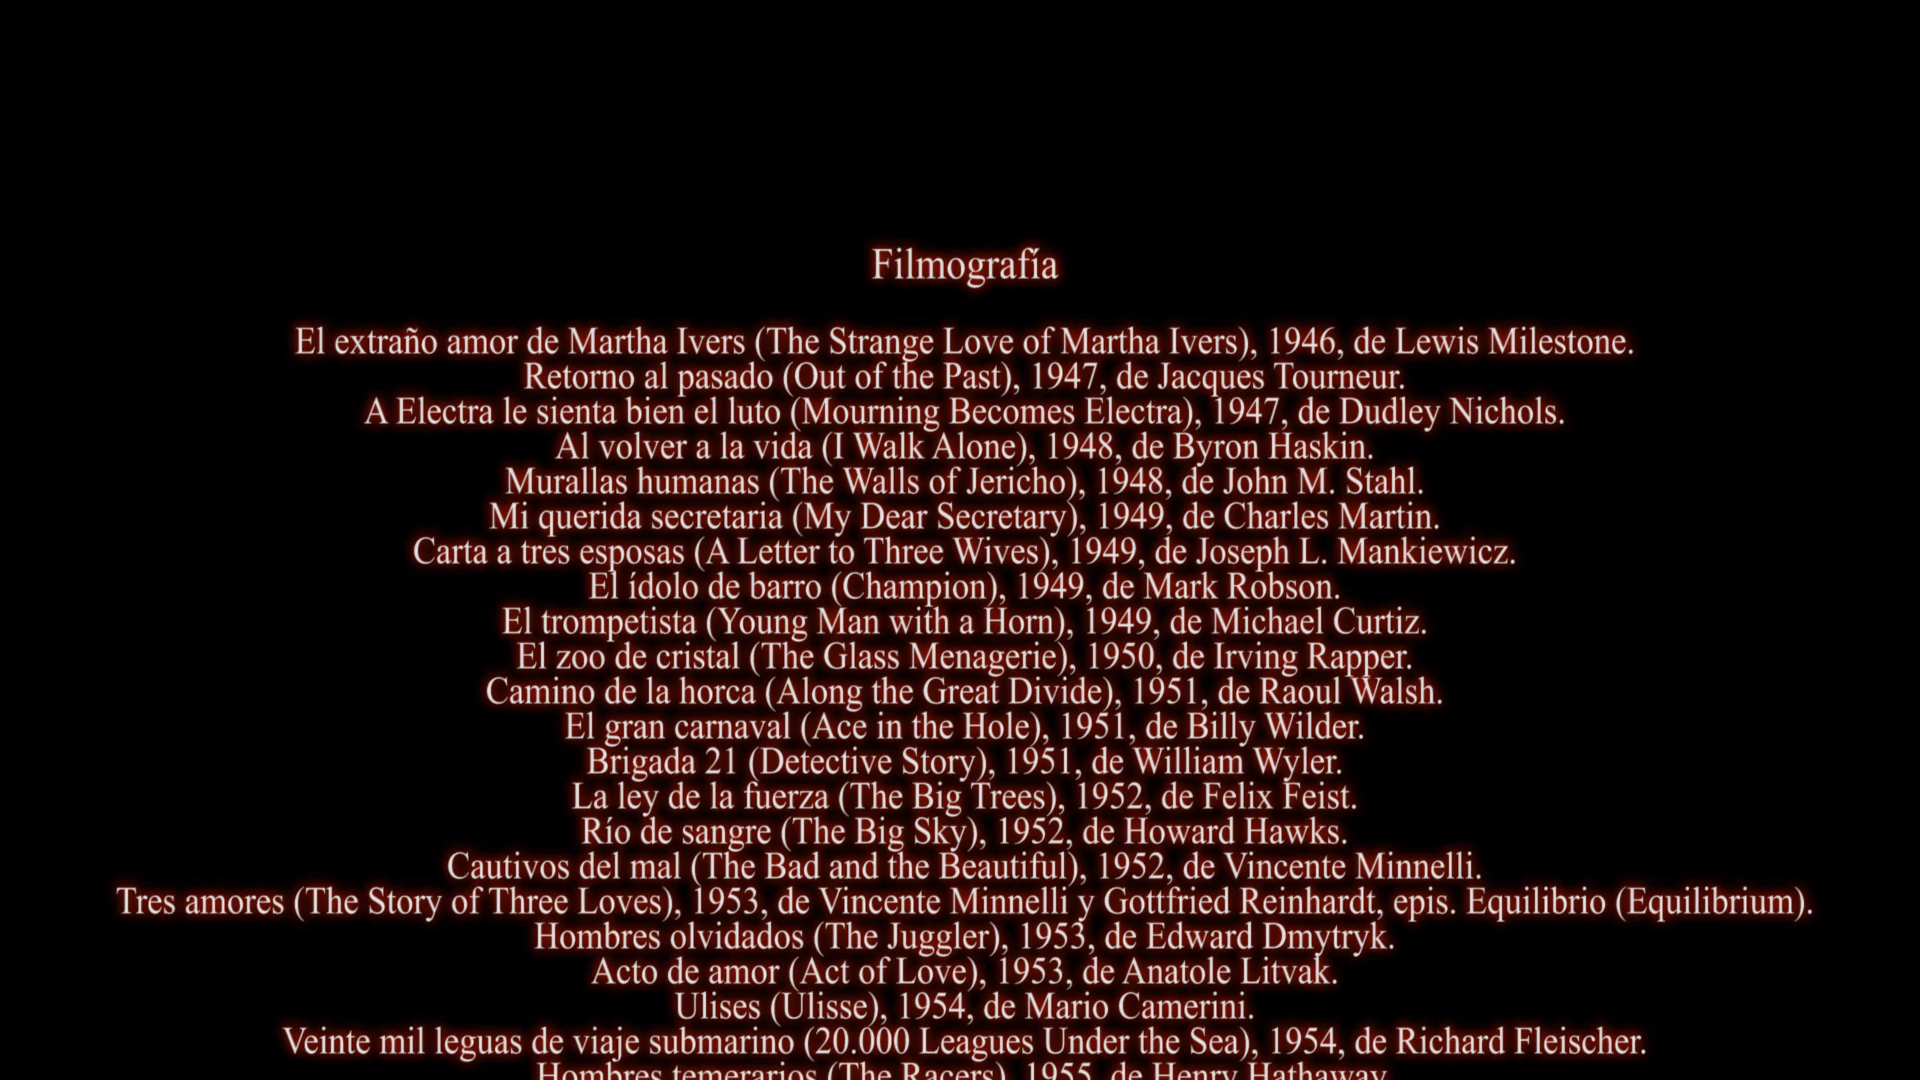 Filmografía
El extraño amor de Martha Ivers (The Strange Love of Martha Ivers), 1946, de Lewis Milestone.
Retorno al pasado (Out of the Past), 1947, de Jacques Tourneur.
A Electra le sienta bien el luto (Mourning Becomes Electra), 1947, de Dudley Nichols.
Al volver a la vida (I Walk Alone), 1948, de Byron Haskin.
Murallas humanas (The Walls of Jericho), 1948, de John M. Stahl.
Mi querida secretaria (My Dear Secretary), 1949, de Charles Martin.
Carta a tres esposas (A Letter to Three Wives), 1949, de Joseph L. Mankiewicz.
El ídolo de barro (Champion), 1949, de Mark Robson.
El trompetista (Young Man with a Horn), 1949, de Michael Curtiz.
El zoo de cristal (The Glass Menagerie), 1950, de Irving Rapper.
Camino de la horca (Along the Great Divide), 1951, de Raoul Walsh.
El gran carnaval (Ace in the Hole), 1951, de Billy Wilder.
Brigada 21 (Detective Story), 1951, de William Wyler.
La ley de la fuerza (The Big Trees), 1952, de Felix Feist.
Río de sangre (The Big Sky), 1952, de Howard Hawks.
Cautivos del mal (The Bad and the Beautiful), 1952, de Vincente Minnelli.
Tres amores (The Story of Three Loves), 1953, de Vincente Minnelli y Gottfried Reinhardt, epis. Equilibrio (Equilibrium).
Hombres olvidados (The Juggler), 1953, de Edward Dmytryk.
Acto de amor (Act of Love), 1953, de Anatole Litvak.
Ulises (Ulisse), 1954, de Mario Camerini.
Veinte mil leguas de viaje submarino (20.000 Leagues Under the Sea), 1954, de Richard Fleischer.
Hombres temerarios (The Racers), 1955, de Henry Hathaway.